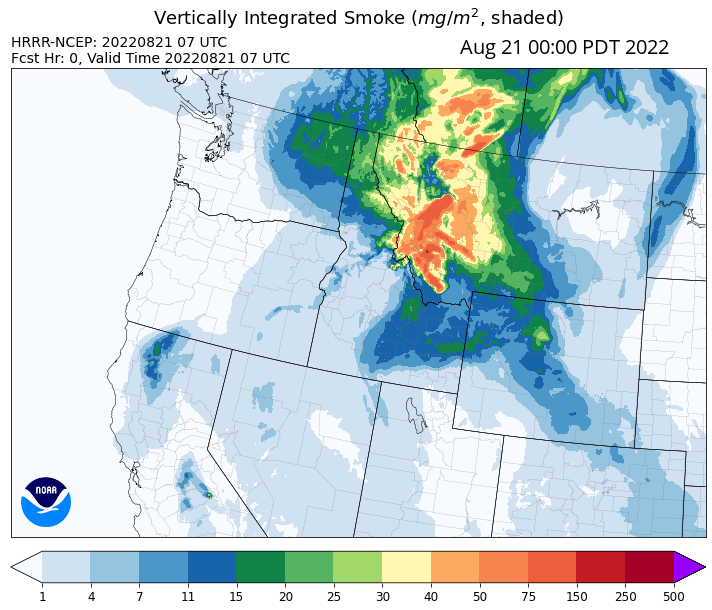 Vertically Integrated Smoke (mg/m², shaded)
HRRR-NCEP: 20220821 07 UTC
Fcst Hr: 0, Valid Time 20220821 07 UTC
Aug 21 00:00 PDT 2022
NOAA
1 4 7 11 15 20 25 30 40 50 75 150 250 500